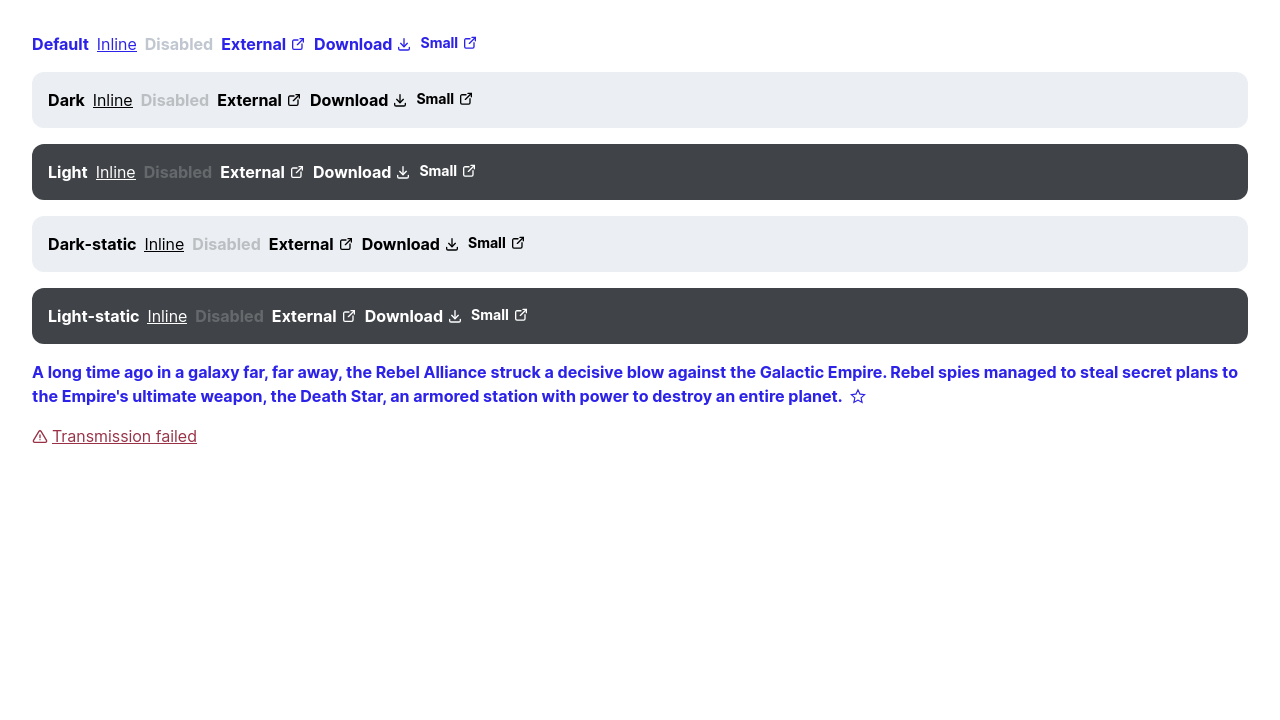 Default Inline Disabled External Download Small
Dark Inline Disabled External Download Small
Light Inline Disabled External Download Small
Dark-static Inline Disabled External Download Small
Light-static Inline Disabled External Download Small
A long time ago in a galaxy far, far away, the Rebel Alliance struck a decisive blow against the Galactic Empire. Rebel spies managed to steal secret plans to
the Empire's ultimate weapon, the Death Star, an armored station with power to destroy an entire planet.
Transmission failed